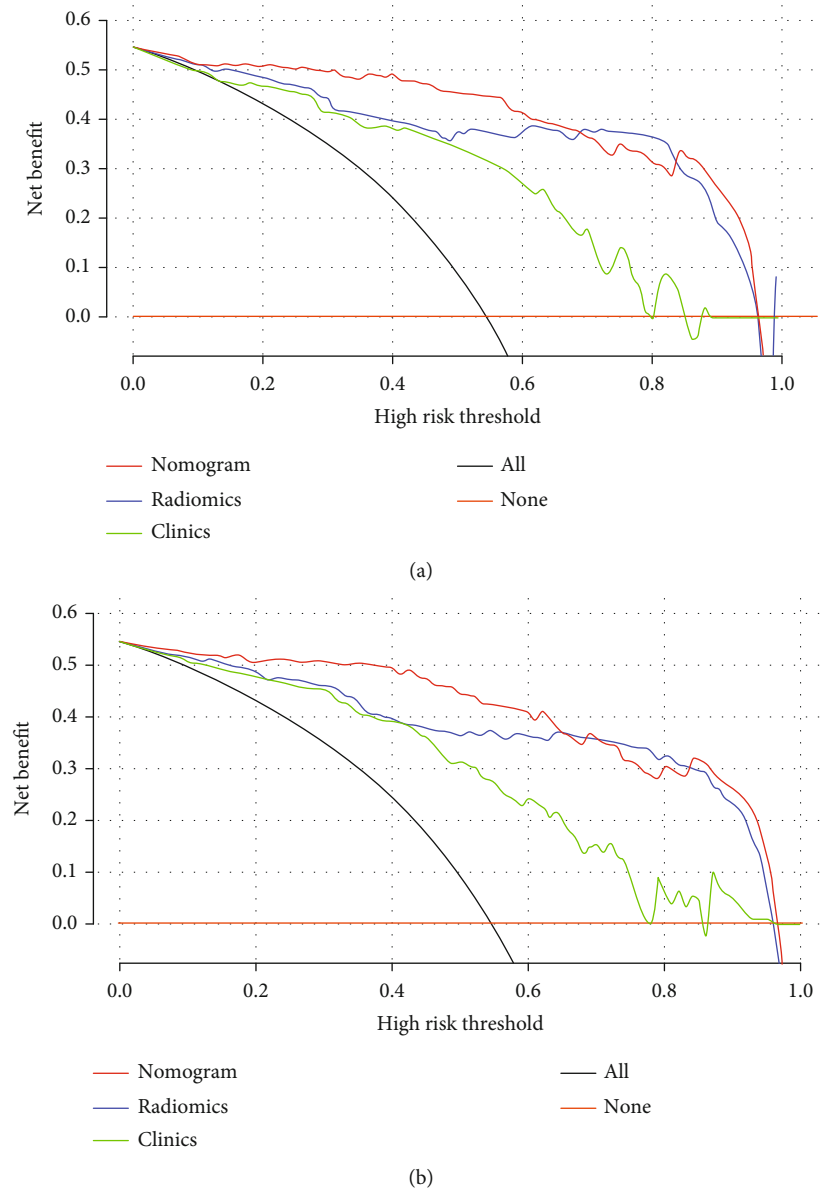 0.6
0.5
0.4
0.3
0.2
0.1
0.0
Net benefit
0.0 0.2 0.4 0.6 0.8 1.0
High risk threshold
Nomogram All
Radiomics None
Clinics
(a)
0.6
0.5
0.4
0.3
0.2
0.1
0.0
Net benefit
0.0 0.2 0.4 0.6 0.8 1.0
High risk threshold
Nomogram All
Radiomics None
Clinics
(b)